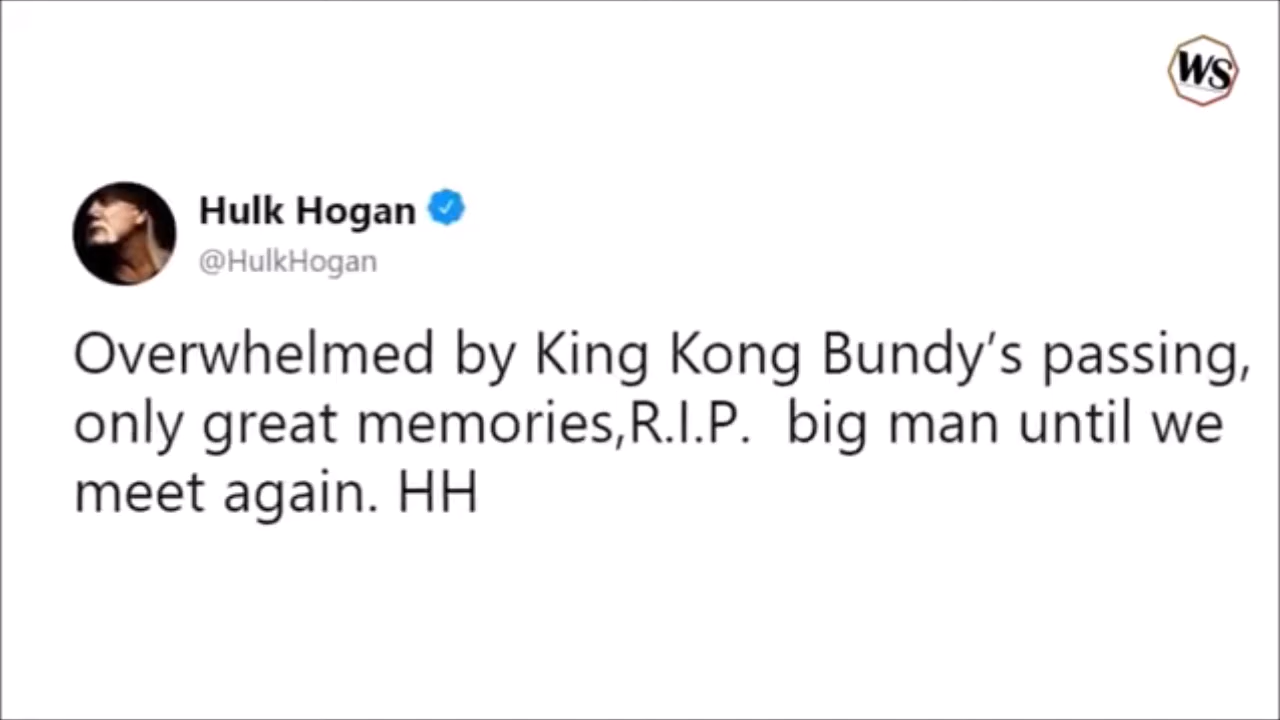 WS
Hulk Hogan
@HulkHogan
Overwhelmed by King Kong Bundy’s passing,
only great memories,R.I.P.  big man until we
meet again. HH